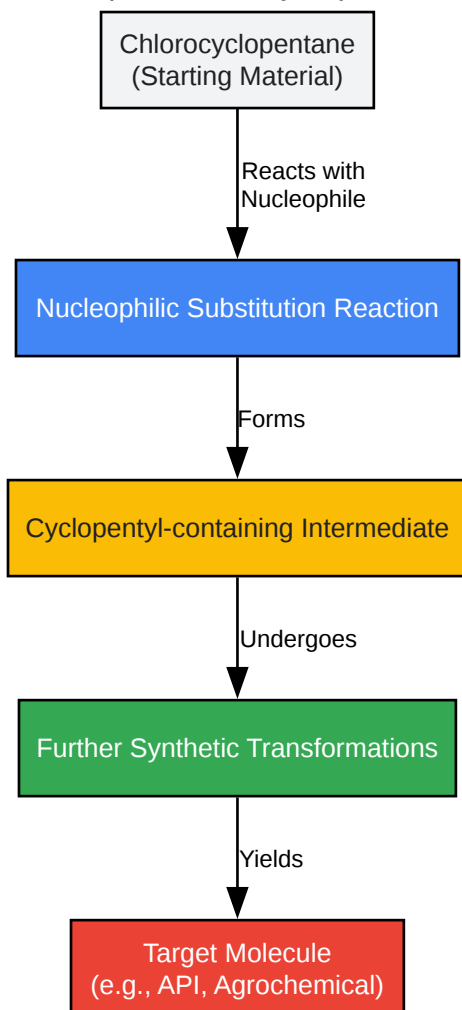 Chlorocyclopentane
(Starting Material)
Reacts with
Nucleophile
Nucleophilic Substitution Reaction
Forms
Cyclopentyl-containing Intermediate
Undergoes
Further Synthetic Transformations
Yields
Target Molecule
(e.g., API, Agrochemical)